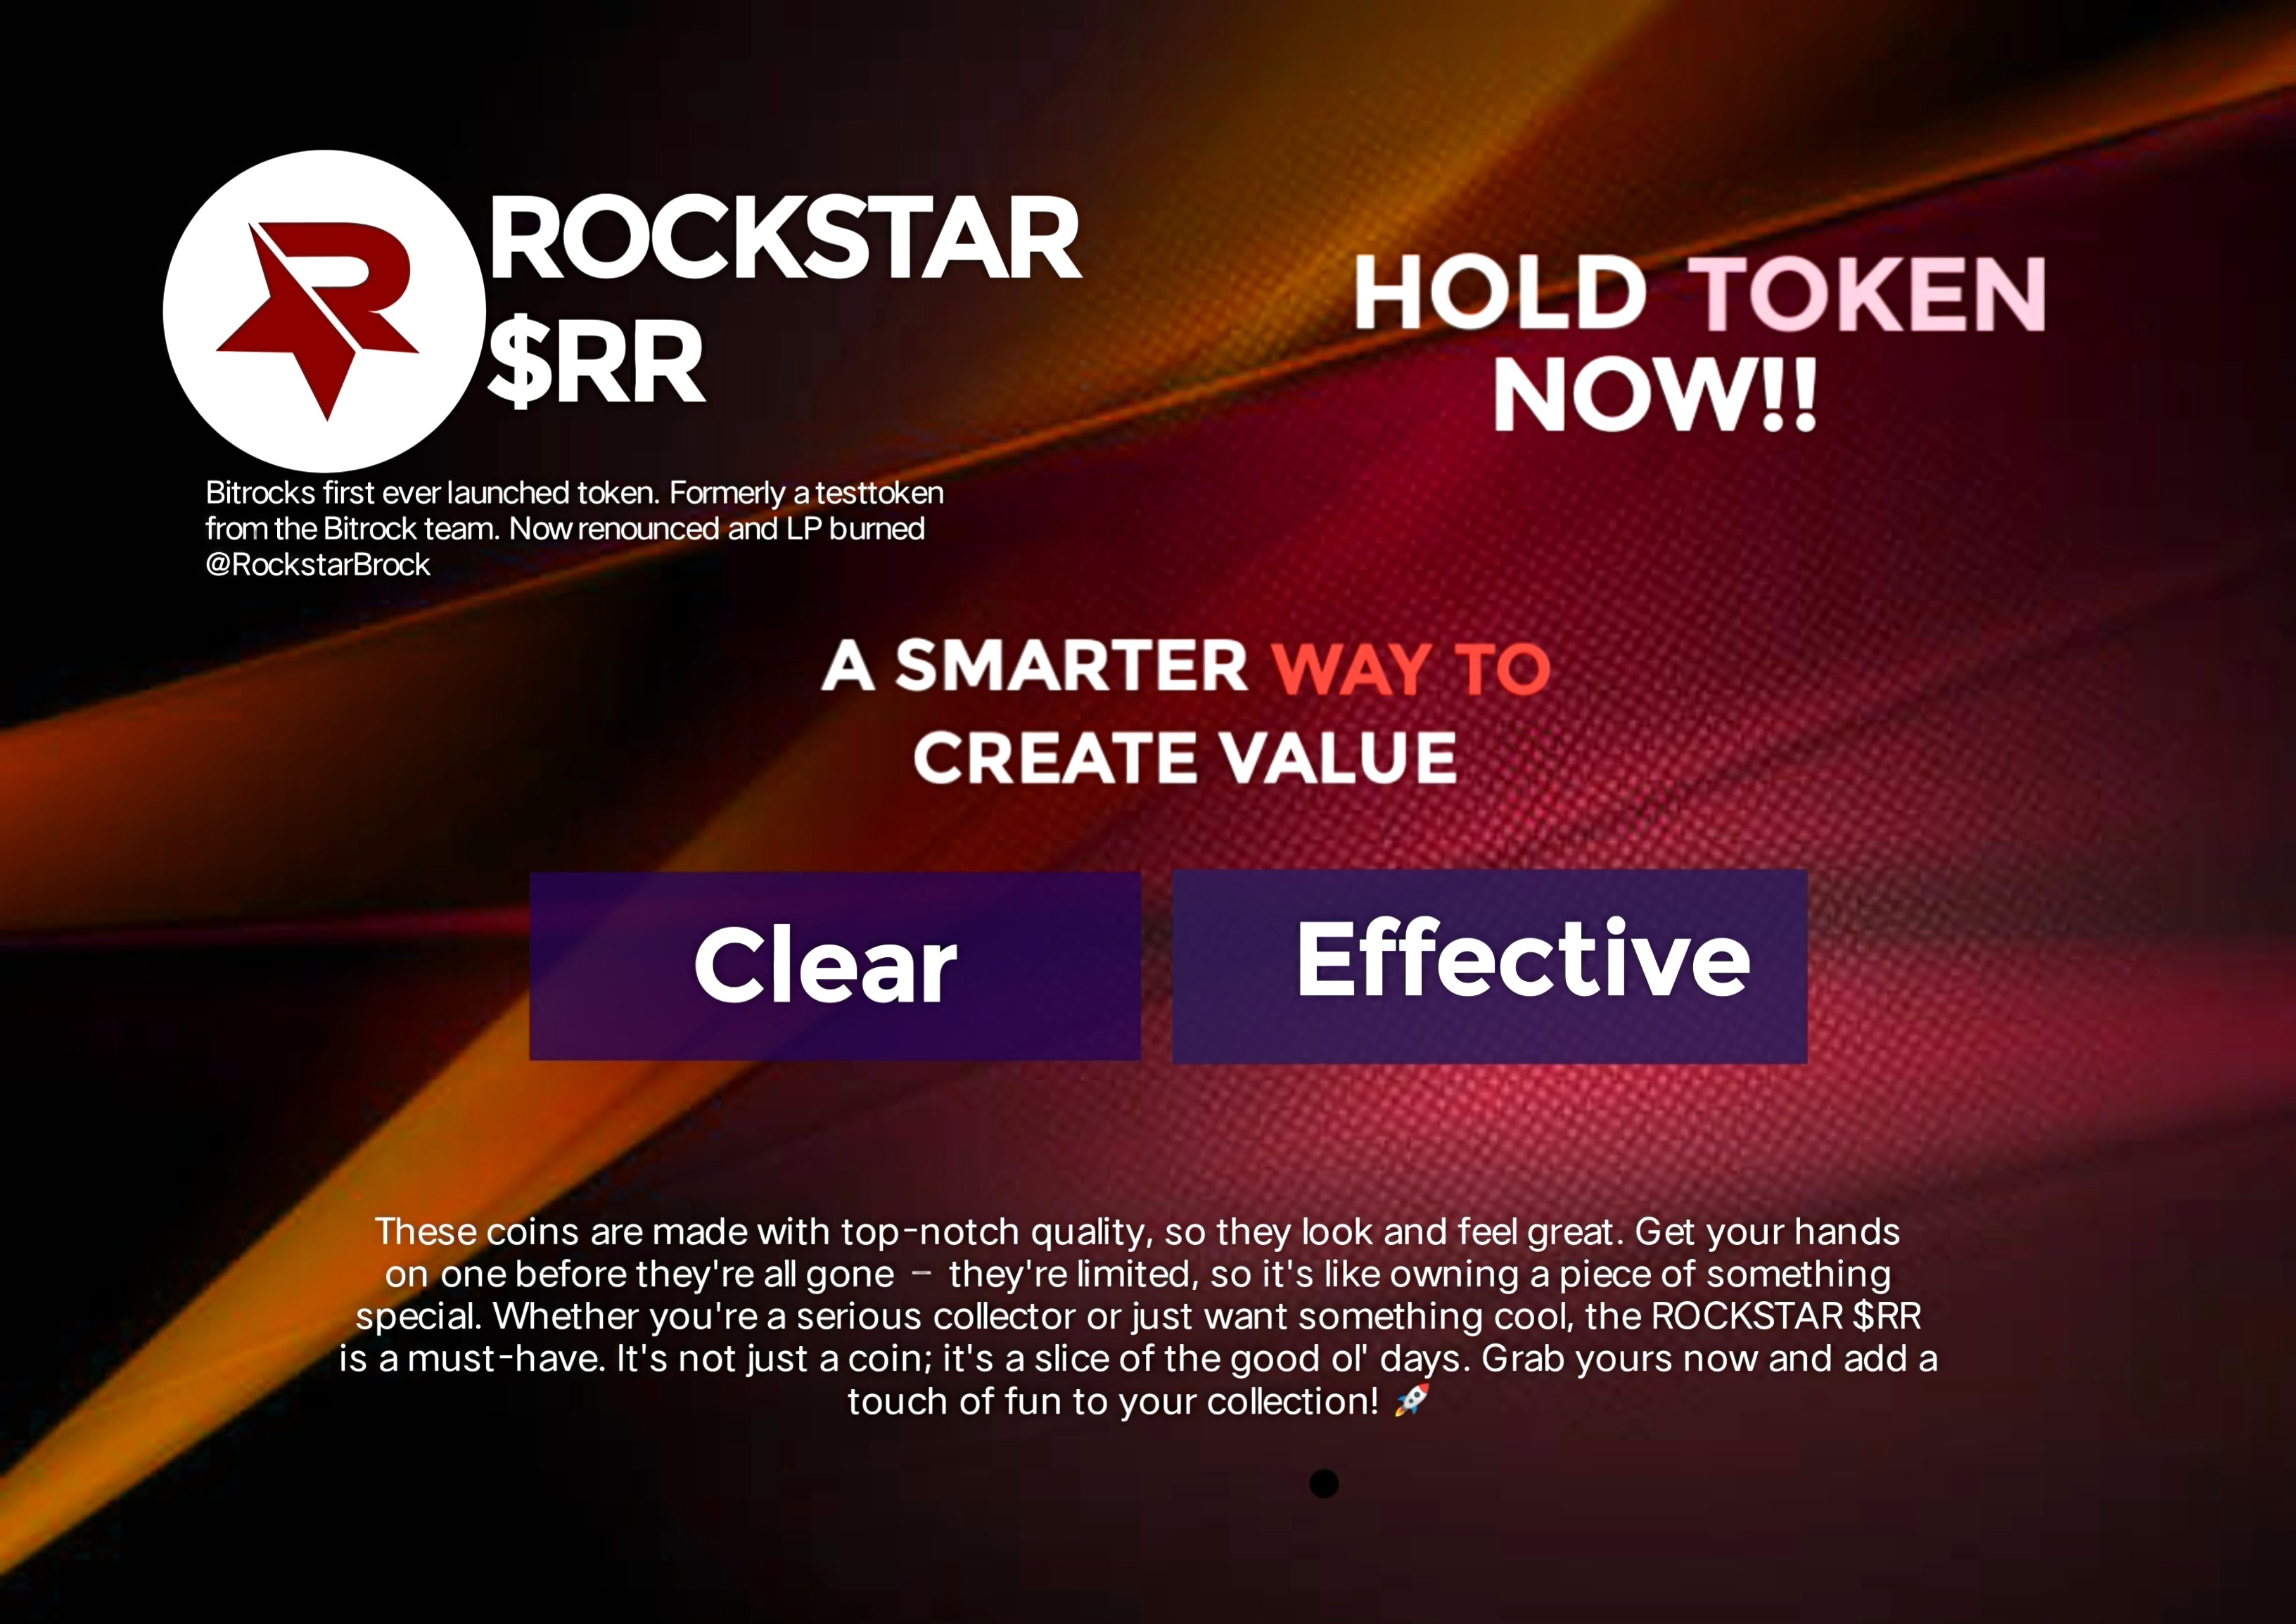 ROCKSTAR
$RR
HOLD TOKEN
NOW!!
Bitrocks first ever launched token. Formerly a testtoken
from the Bitrock team. Now renounced and LP burned
@RockstarBrock
A SMARTER WAY TO
CREATE VALUE
Clear
Effective
These coins are made with top-notch quality, so they look and feel great. Get your hands
on one before they're all gone – they're limited, so it's like owning a piece of something
special. Whether you're a serious collector or just want something cool, the ROCKSTAR $RR
is a must-have. It's not just a coin; it's a slice of the good ol' days. Grab yours now and add a
touch of fun to your collection! 🚀